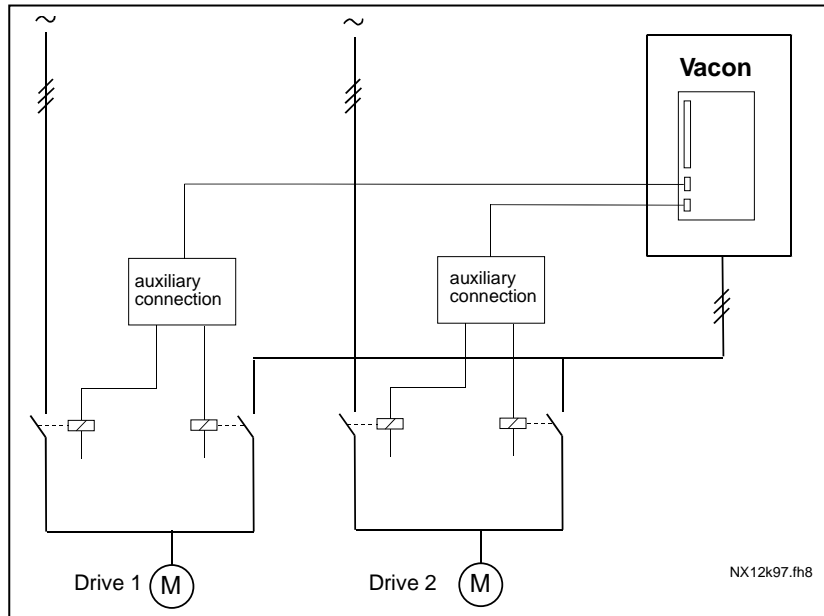 Vacon
auxiliary
connection
auxiliary
connection
Drive 1
M
Drive 2
M
NX12k97.fh8